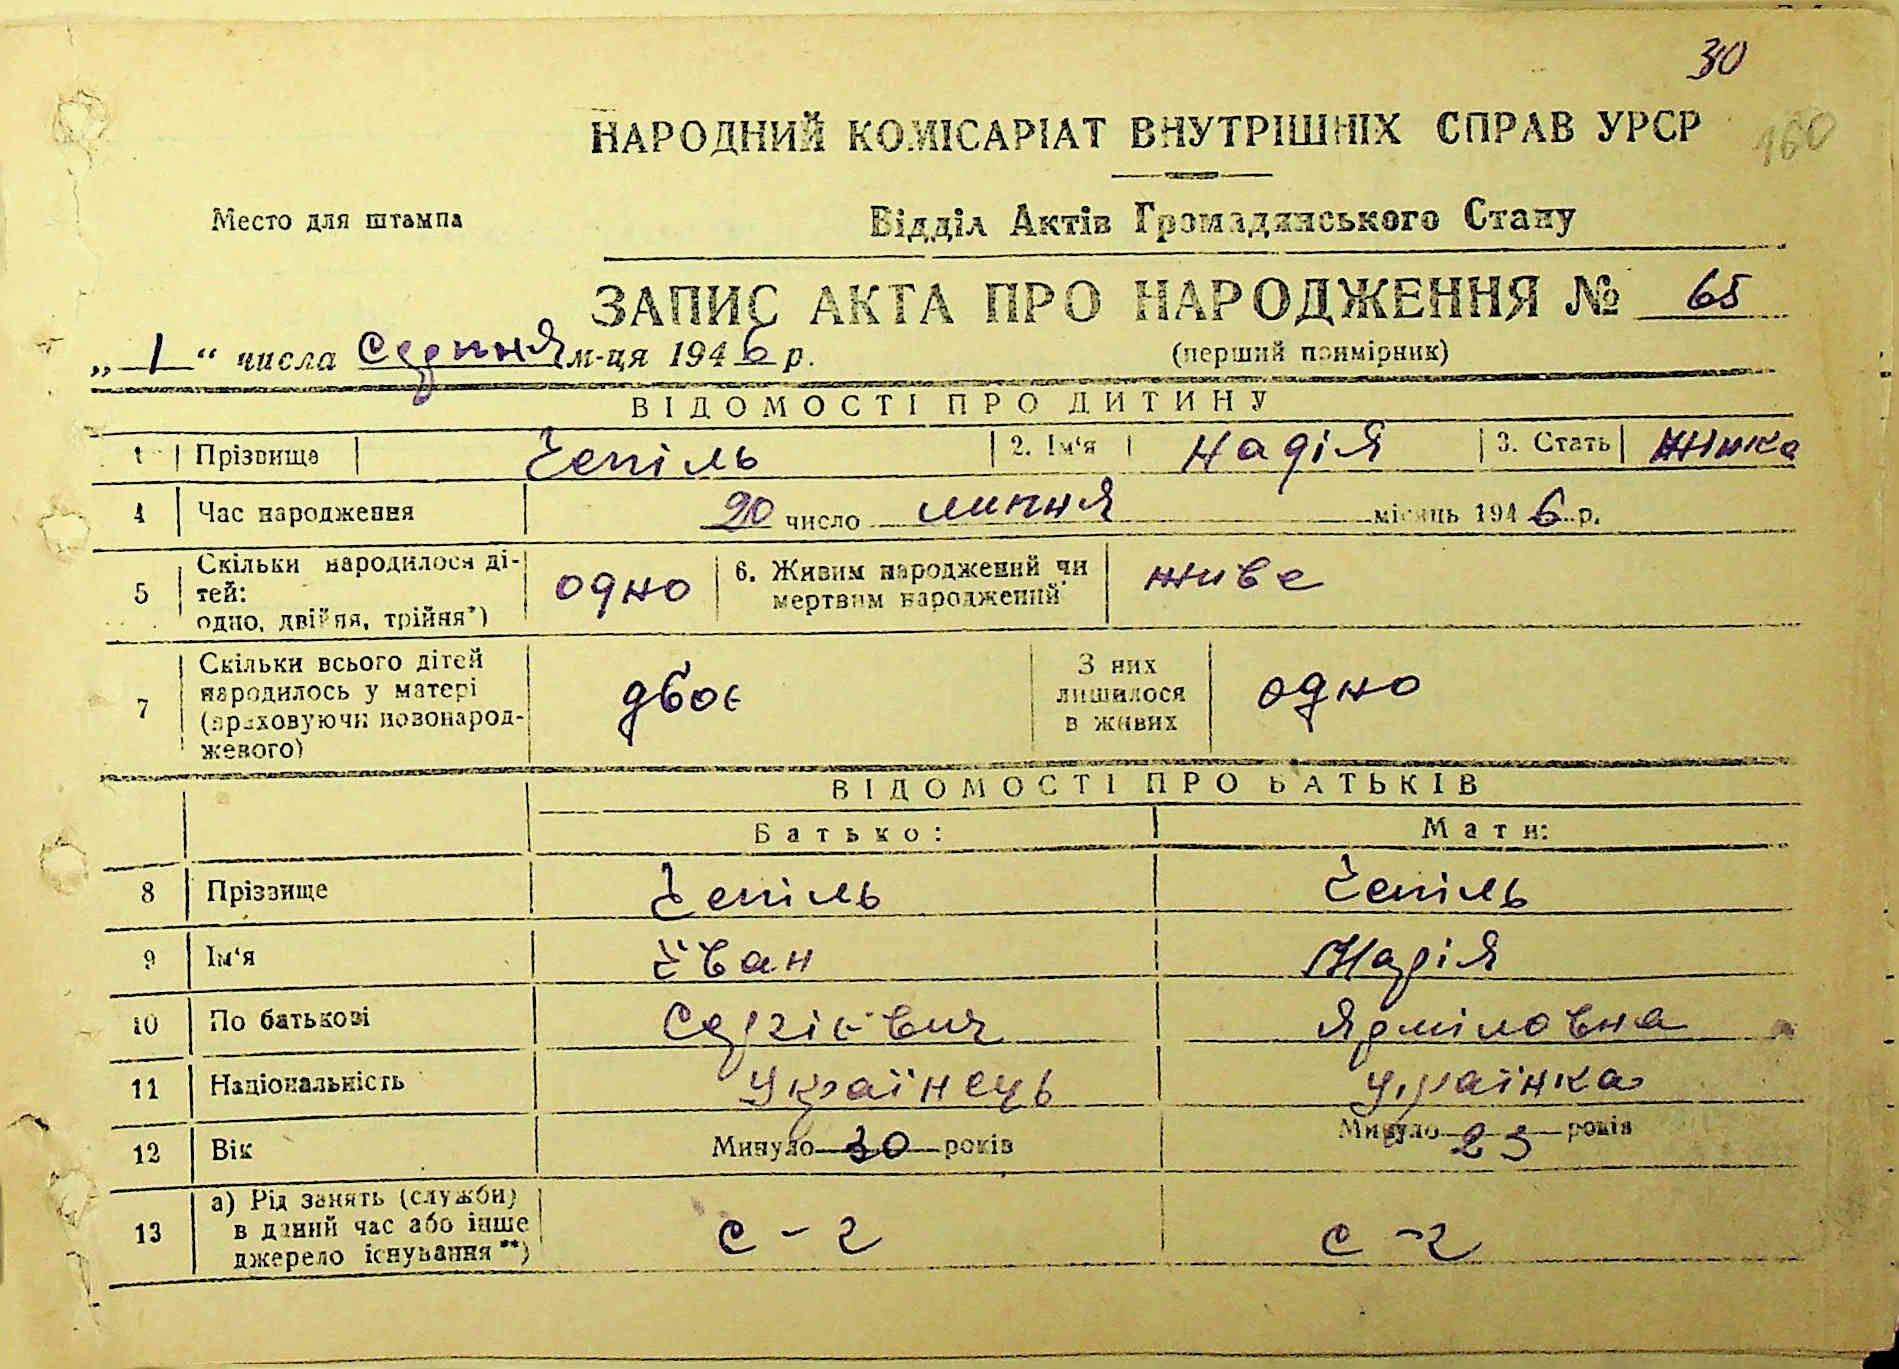 30
НАРОДНИЙ КОМІСАРІАТ ВНУТРІШНІХ СПРАВ УРСР
160
Место для штампа
Відділ Актів Громадянського Стану
ЗАПИС АКТА ПРО НАРОДЖЕННЯ № 65
„ 1 “ числа Серпня м-ця 1946 р.
(перший примірник)
ВІДОМОСТІ ПРО ДИТИНУ
1 Прізвище Чепіль 2. Ім‘я Надія 3. Стать жінка
4 Час народження 20 число липня місяць 1946 р.
5 Скільки народилося ді-
тей:
одно, двійня, трійня*)
одно
6. Живим народжений чи
мертвим народжений
живе
7 Скільки всього дітей
народилось у матері
(враховуючи новонарод-
женого)
двоє
З них
лишилося
в живих
одно
ВІДОМОСТІ ПРО БАТЬКІВ
Батько: Мати:
8 Прізвище Чепіль Чепіль
9 Ім‘я Іван Марія
10 По батькові Сергієвич
11 Національність Українець Українка
12 Вік Минуло 30 років Минуло 23 років
13 а) Рід занять (служби)
в даний час або інше
джерело існування **)
с-г с-г